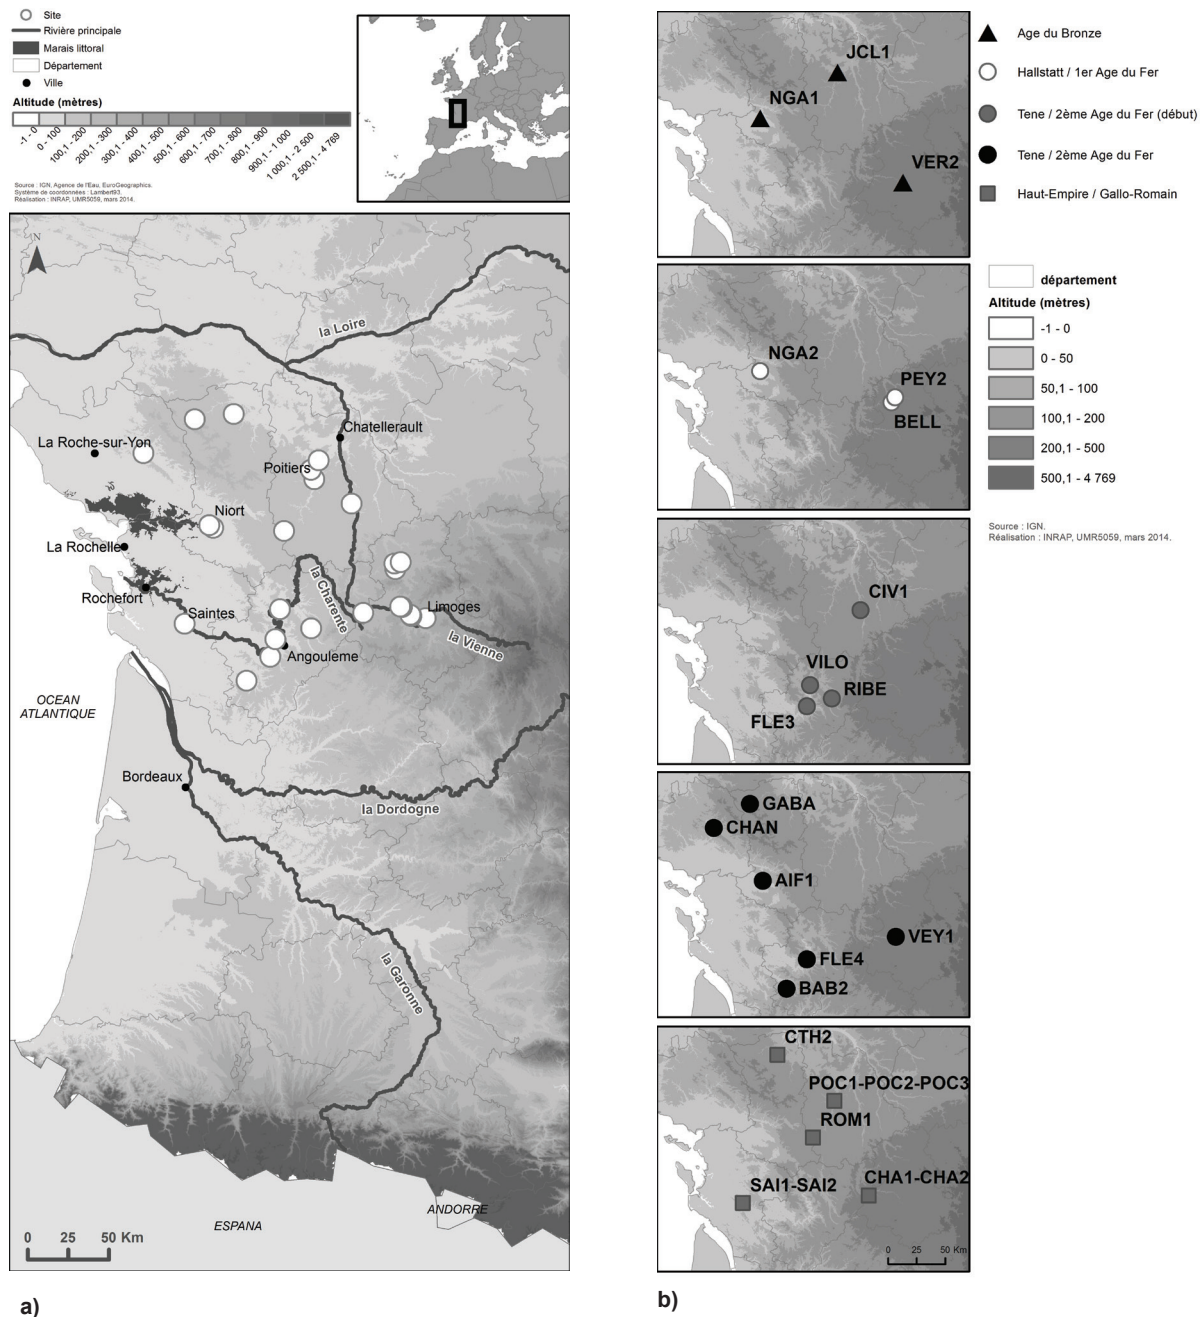 Site
Rivière principale
Marais littoral
Département
Ville
Altitude (mètres)
-1 - 0
0 - 100
100,1 - 200
200,1 - 300
300,1 - 400
400,1 - 500
500,1 - 600
600,1 - 700
700,1 - 800
800,1 - 900
900,1 - 1 000
1 000,1 - 2 500
2 500,1 - 4 769
Source : IGN, Agence de l'Eau, EuroGeographics.
Système de coordonnées : Lambert93.
Réalisation : INRAP, UMR5059, mars 2014.
N
la Loire
Chatellerault
La Roche-sur-Yon
Poitiers
Niort
La Rochelle
Rochefort
la Charente
Saintes
Limoges
la Vienne
Angouleme
OCEAN
ATLANTIQUE
Bordeaux
la Dordogne
la Garonne
ANDORRE
ESPANA
0 25 50 Km
a)
JCL1
NGA1
VER2
Age du Bronze
Hallstatt / 1er Age du Fer
Tene / 2ème Age du Fer (début)
Tene / 2ème Age du Fer
Haut-Empire / Gallo-Romain
NGA2
PEY2
BELL
département
Altitude (mètres)
-1 - 0
0 - 50
50,1 - 100
100,1 - 200
200,1 - 500
500,1 - 4 769
Source : IGN.
Réalisation : INRAP, UMR5059, mars 2014.
CIV1
VILO
RIBE
FLE3
GABA
CHAN
AIF1
VEY1
FLE4
BAB2
CTH2
POC1-POC2-POC3
ROM1
SAI1-SAI2
CHA1-CHA2
0 25 50 Km
b)